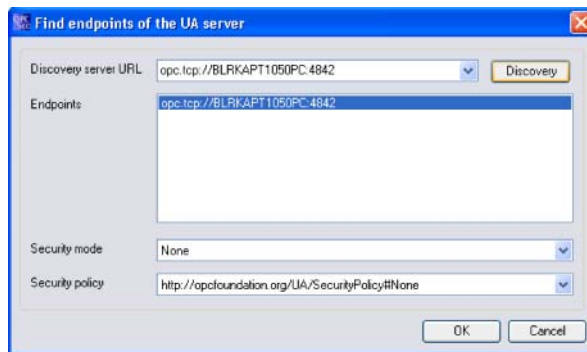 Find endpoints of the UA server
Discovery server URL
opc.tcp://BLRKAPT1050PC:4842
Discovery
Endpoints
opc.tcp://BLRKAPT1050PC:4842
Security mode
None
Security policy
http://opcfoundation.org/UA/SecurityPolicy#None
OK
Cancel